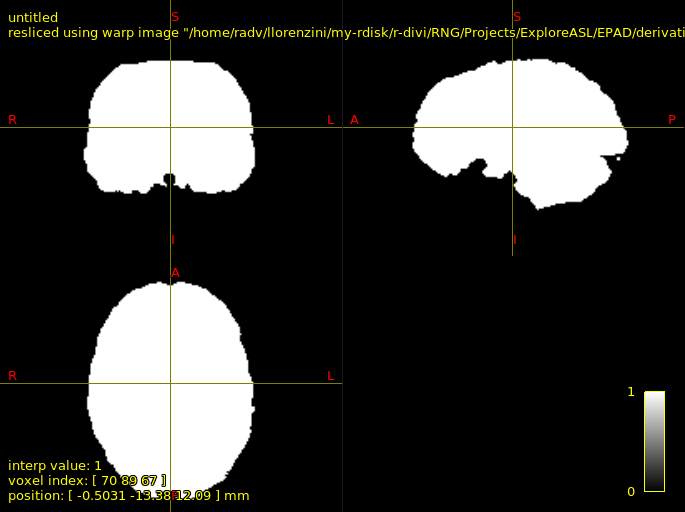 untitled
resliced using warp image "/home/radv/llorenzini/my-rdisk/r-divi/RNG/Projects/ExploreASL/EPAD/derivati
S
S
R
L
A
P
I
I
A
R
L
1
interp value: 1
voxel index: [ 70 89 67 ]
0
position: [ -0.5031 -13.38 12.09 ] mm